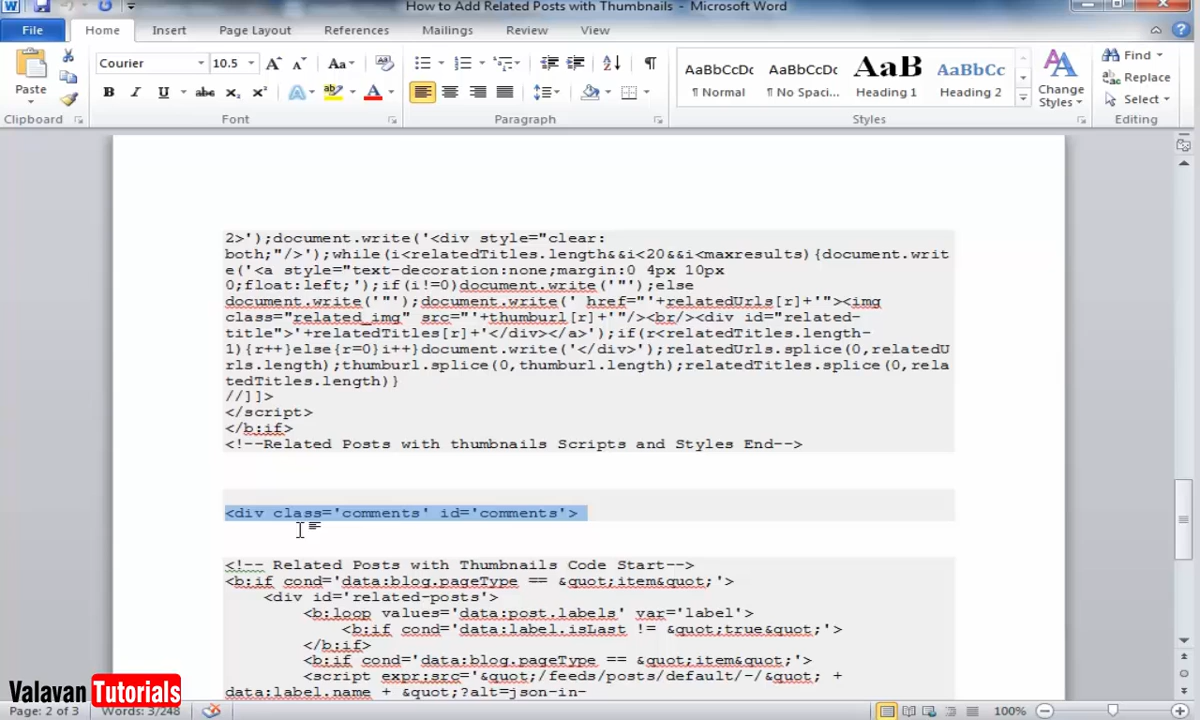 How to Add Related Posts with Thumbnails - Microsoft Word
File Home Insert Page Layout References Mailings Review View
Courier 10.5
Paste
AaBbCcDc AaBbCcDc AaBbC AaBbCc
¶ Normal ¶ No Spaci... Heading 1 Heading 2
Change
Styles
Find
Replace
Select
Clipboard Font Paragraph Styles Editing
2>');document.write('<div style="clear:
both;"/>');while(i<relatedTitles.length&&i<20&&i<maxresults){document.writ
e('<a style="text-decoration:none;margin:0 4px 10px
0;float:left;');if(i!=0)document.write('"');else
document.write('"');document.write(' href="'+relatedUrls[r]+'"><img
class="related_img" src="'+thumburl[r]+'"/><br/><div id="related-
title">'+relatedTitles[r]+'</div></a>');if(r<relatedTitles.length-
1){r++}else{r=0}i++}document.write('</div>');relatedUrls.splice(0,relatedU
rls.length);thumburl.splice(0,thumburl.length);relatedTitles.splice(0,rela
tedTitles.length)}
//]]>
</script>
</b:if>
<!--Related Posts with thumbnails Scripts and Styles End-->
<div class='comments' id='comments'>
<!-- Related Posts with Thumbnails Code Start-->
<b:if cond='data:blog.pageType == &quot;item&quot;'>
<div id='related-posts'>
<b:loop values='data:post.labels' var='label'>
<b:if cond='data:label.isLast != &quot;true&quot;'>
</b:if>
<b:if cond='data:blog.pageType == &quot;item&quot;'>
<script expr:src='&quot;/feeds/posts/default/-/&quot; +
data:label.name + &quot;?alt=json-in-
Valavan Tutorials
Page: 2 of 3 Words: 3/248 100%